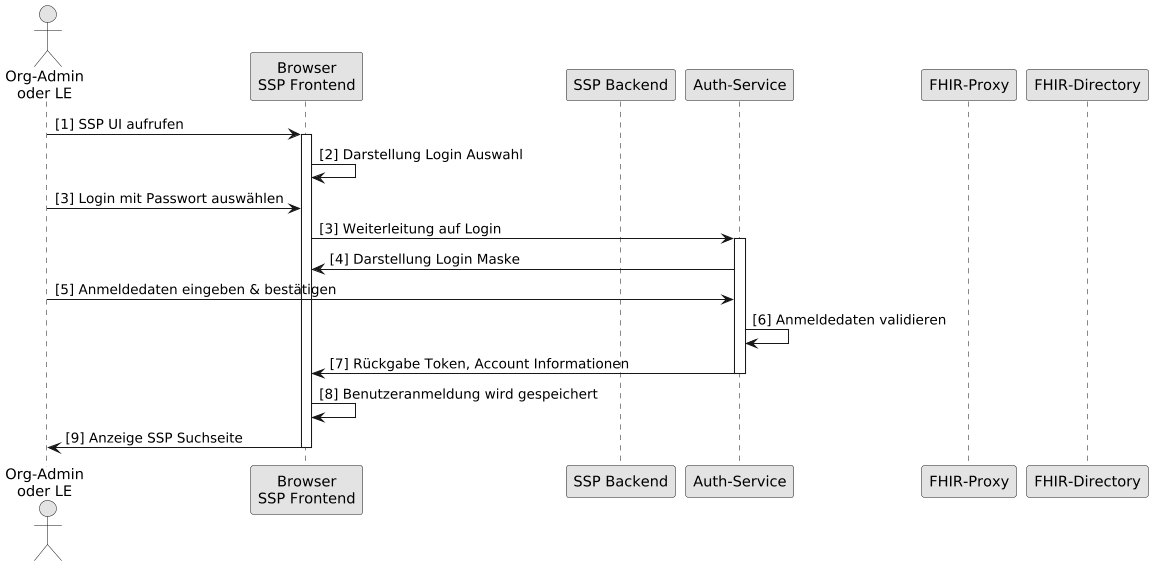 Org-Admin
oder LE
Browser
SSP Frontend
SSP Backend
Auth-Service
FHIR-Proxy
FHIR-Directory
[1] SSP UI aufrufen
[2] Darstellung Login Auswahl
[3] Login mit Passwort auswählen
[3] Weiterleitung auf Login
[4] Darstellung Login Maske
[5] Anmeldedaten eingeben & bestätigen
[6] Anmeldedaten validieren
[7] Rückgabe Token, Account Informationen
[8] Benutzeranmeldung wird gespeichert
[9] Anzeige SSP Suchseite
Org-Admin
oder LE
Browser
SSP Frontend
SSP Backend
Auth-Service
FHIR-Proxy
FHIR-Directory